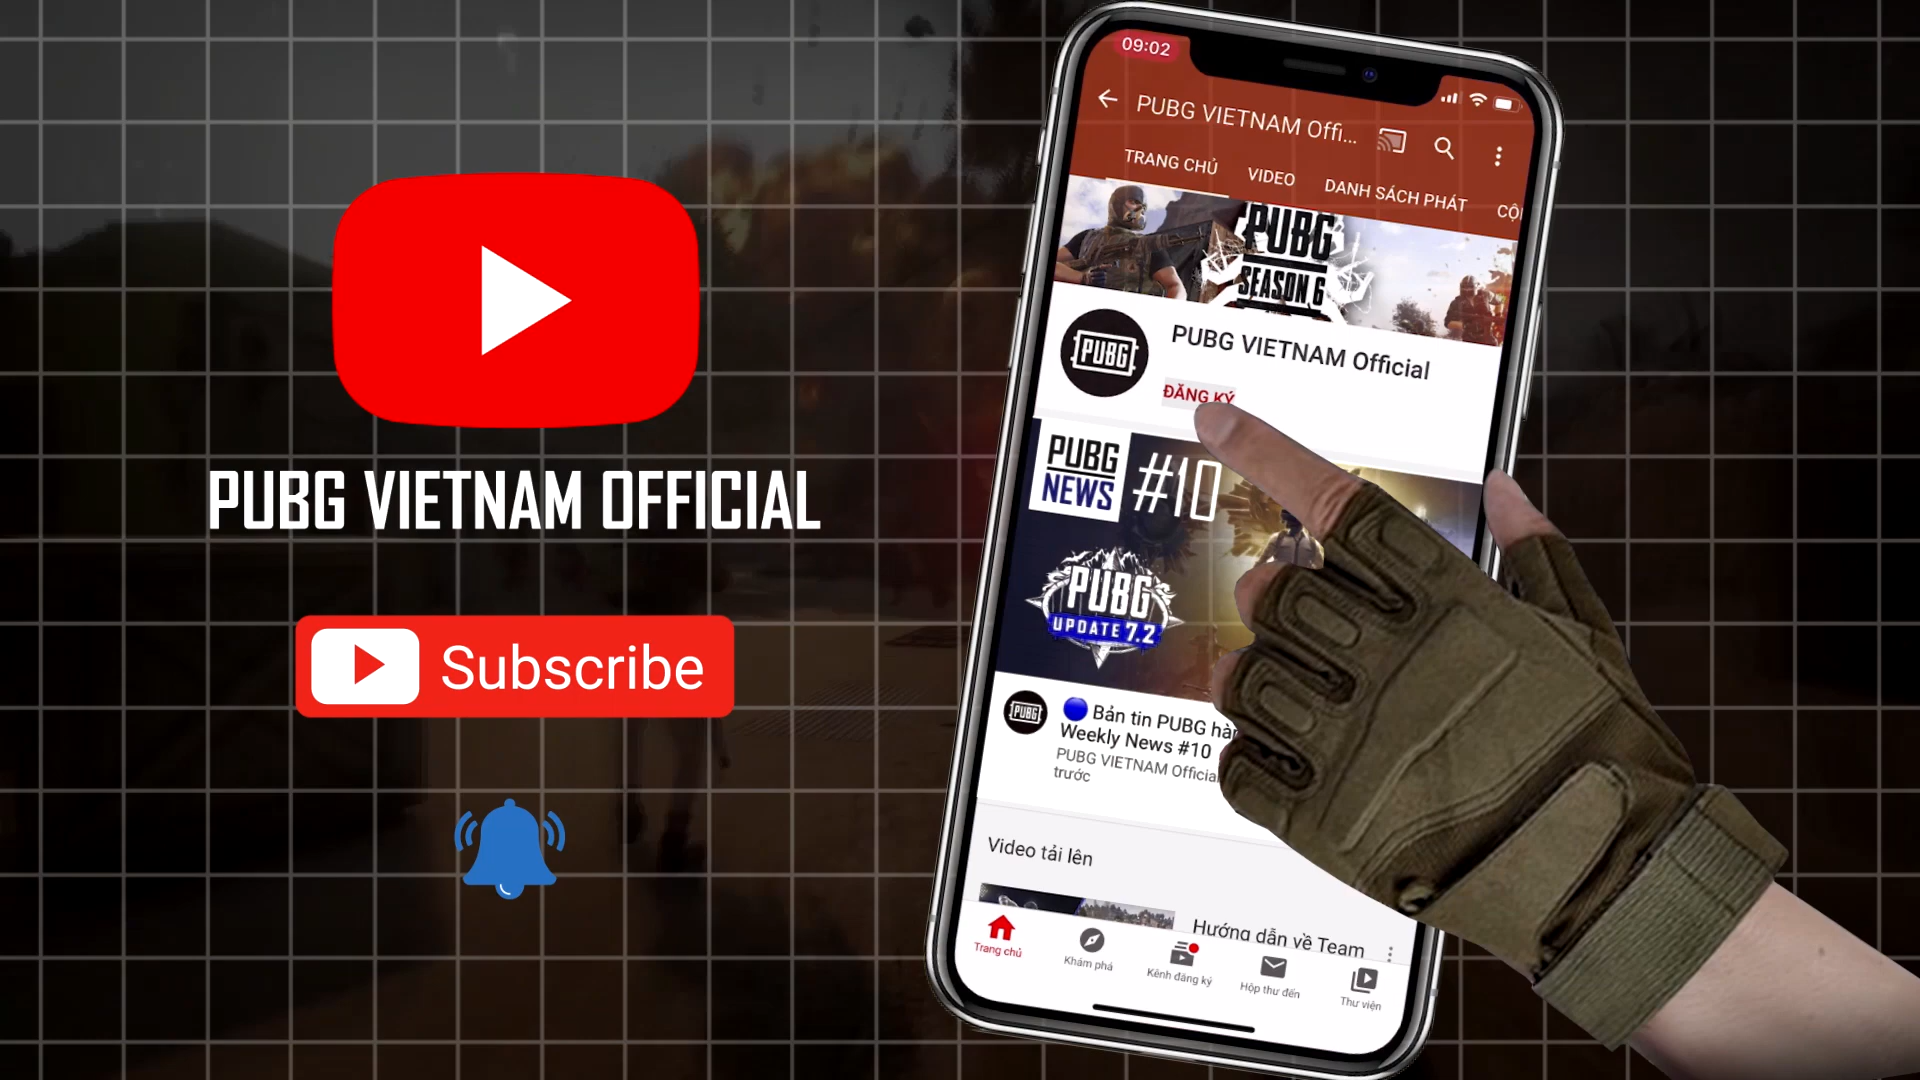 PUBG VIETNAM OFFICIAL
Subscribe
09:02
PUBG VIETNAM Offi...
TRANG CHỦ VIDEO DANH SÁCH PHÁT
PUBG
SEASON 6
PUBG
PUBG VIETNAM Official
ĐĂNG KÝ
PUBG
NEWS
#10
PUBG
UPDATE 7.2
PUBG
🔵 Bản tin PUBG
Weekly News #10
PUBG VIETNAM Official
trước
Video tải lên
Hướng dẫn về Team
Trang chủ
Khám phá
Kênh đăng ký
Hộp thư đến
Thư viện